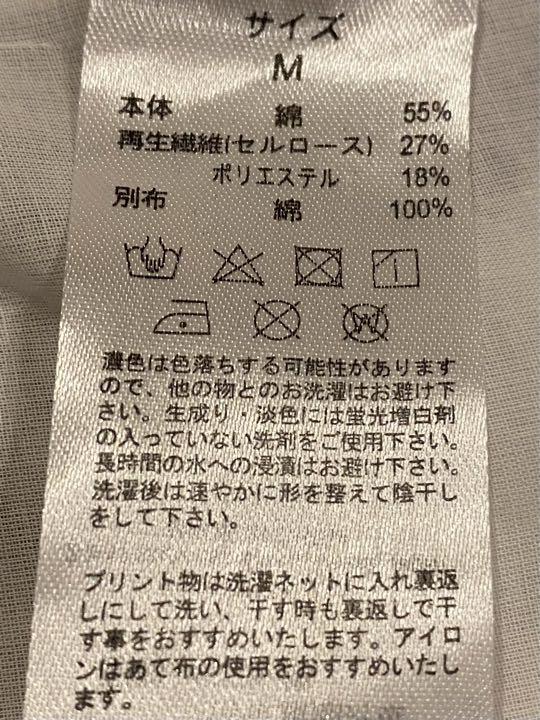 サイズ
M
本体 綿 55%
再生繊維(セルロース) 27%
ポリエステル 18%
別布 綿 100%
濃色は色落ちする可能性があります
ので、他の物とのお洗濯はお避け下
さい。生成り・淡色には蛍光増白剤
の入っていない洗剤をご使用下さい。
長時間の水への浸漬はお避け下さい。
洗濯後は速やかに形を整えて陰干し
をして下さい。
プリント物は洗濯ネットに入れ裏返
しにして洗い、干す時も裏返しで干
す事をおすすめいたします。アイロ
ンはあて布の使用をおすすめいたし
ます。